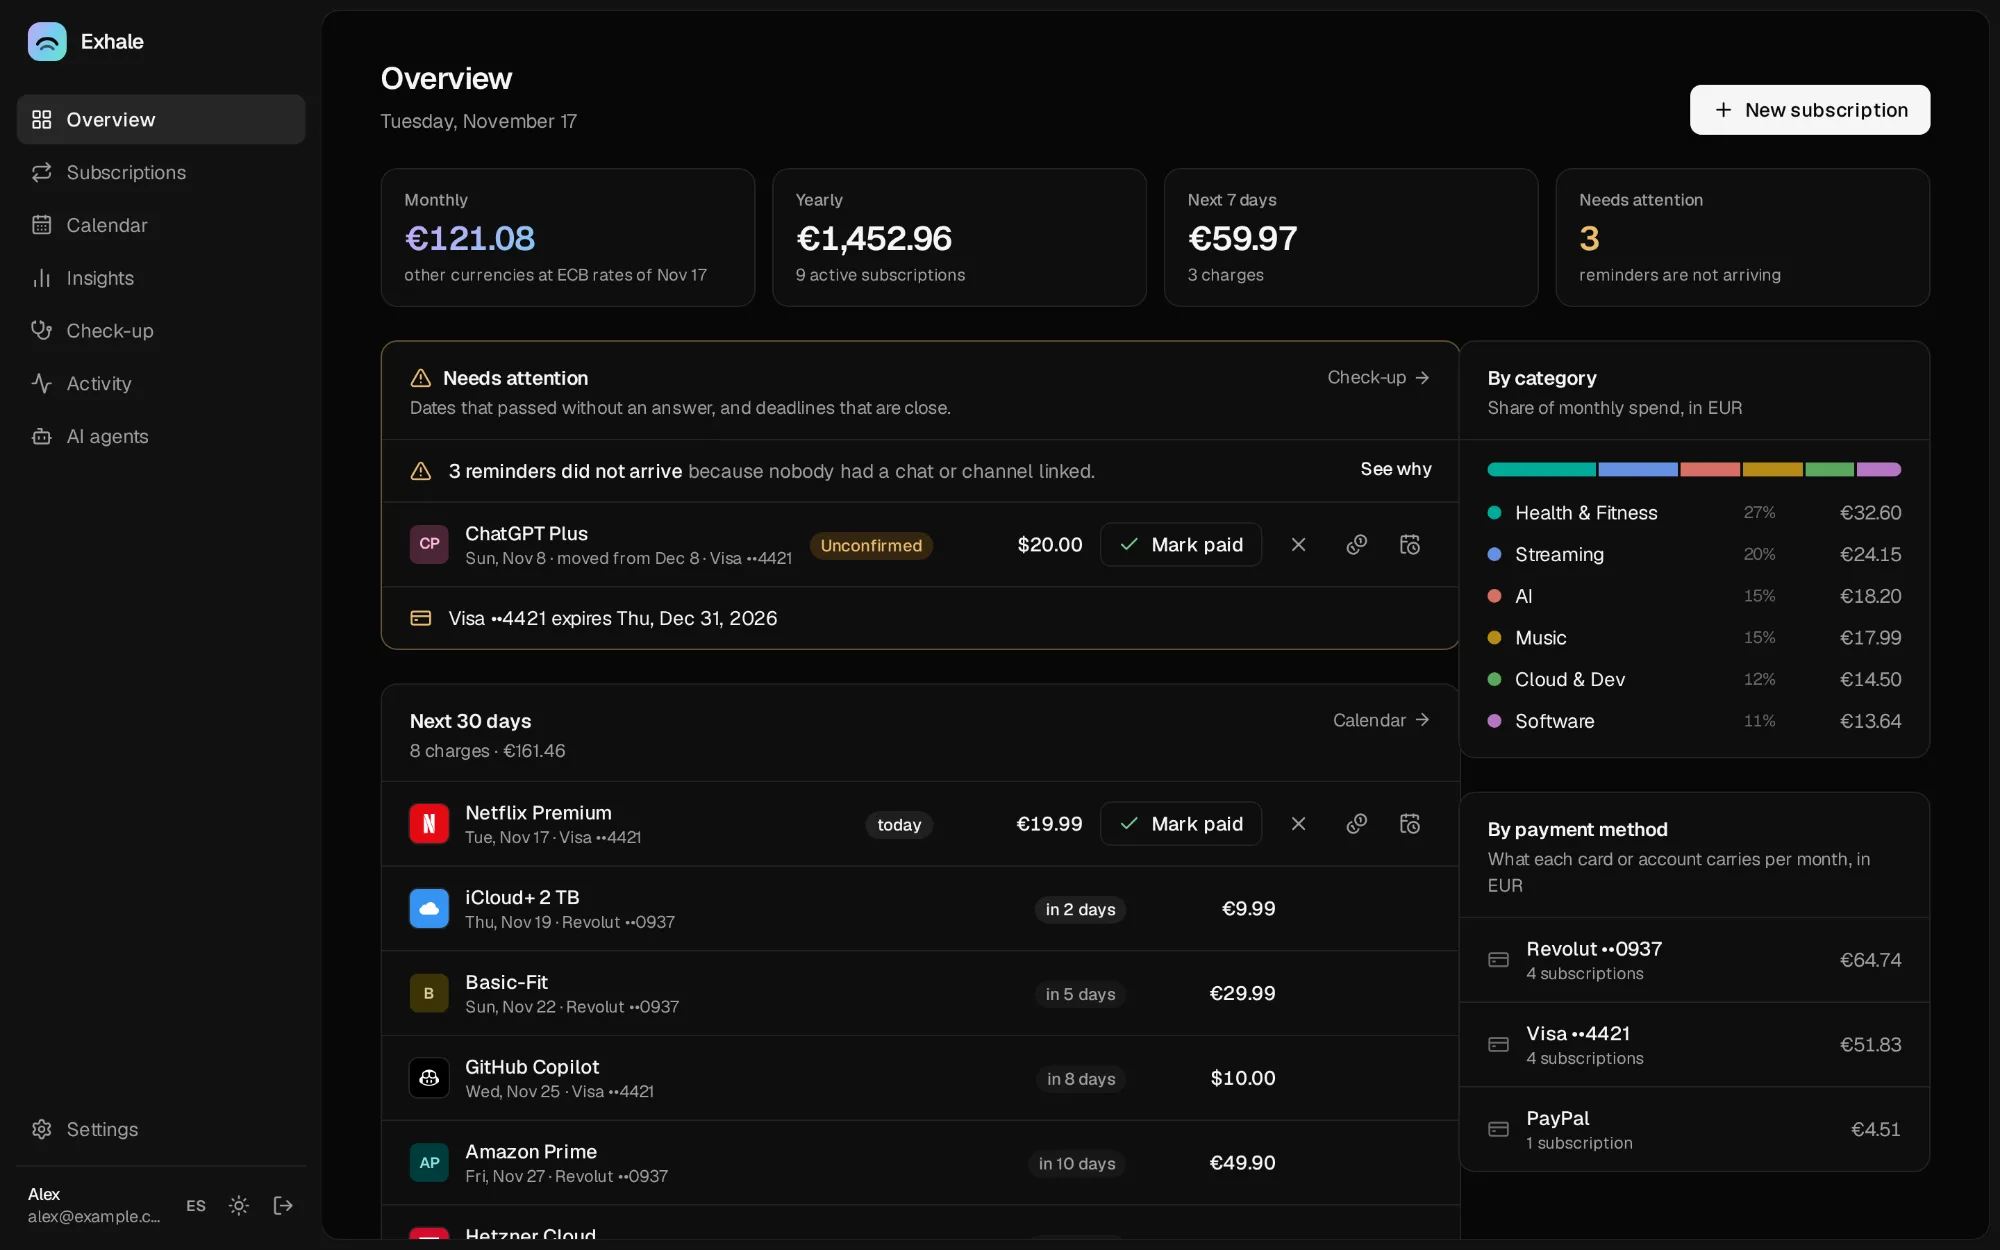 Exhale
Overview
Subscriptions
Calendar
Insights
Check-up
Activity
AI agents
Settings
Alex
alex@example.c...
ES
Overview
Tuesday, November 17
New subscription
Monthly
€121.08
other currencies at ECB rates of Nov 17
Yearly
€1,452.96
9 active subscriptions
Next 7 days
€59.97
3 charges
Needs attention
3
reminders are not arriving
Needs attention
Check-up
Dates that passed without an answer, and deadlines that are close.
3 reminders did not arrive because nobody had a chat or channel linked.
See why
CP
ChatGPT Plus
Sun, Nov 8 · moved from Dec 8 · Visa ••4421
Unconfirmed
$20.00
Mark paid
Visa ••4421 expires Thu, Dec 31, 2026
Next 30 days
Calendar
8 charges · €161.46
N
Netflix Premium
Tue, Nov 17 · Visa ••4421
today
€19.99
Mark paid
iCloud+ 2 TB
Thu, Nov 19 · Revolut ••0937
in 2 days
€9.99
B
Basic-Fit
Sun, Nov 22 · Revolut ••0937
in 5 days
€29.99
GitHub Copilot
Wed, Nov 25 · Visa ••4421
in 8 days
$10.00
AP
Amazon Prime
Fri, Nov 27 · Revolut ••0937
in 10 days
€49.90
Hetzner Cloud
By category
Share of monthly spend, in EUR
Health & Fitness 27% €32.60
Streaming 20% €24.15
AI 15% €18.20
Music 15% €17.99
Cloud & Dev 12% €14.50
Software 11% €13.64
By payment method
What each card or account carries per month, in
EUR
Revolut ••0937
4 subscriptions
€64.74
Visa ••4421
4 subscriptions
€51.83
PayPal
1 subscription
€4.51